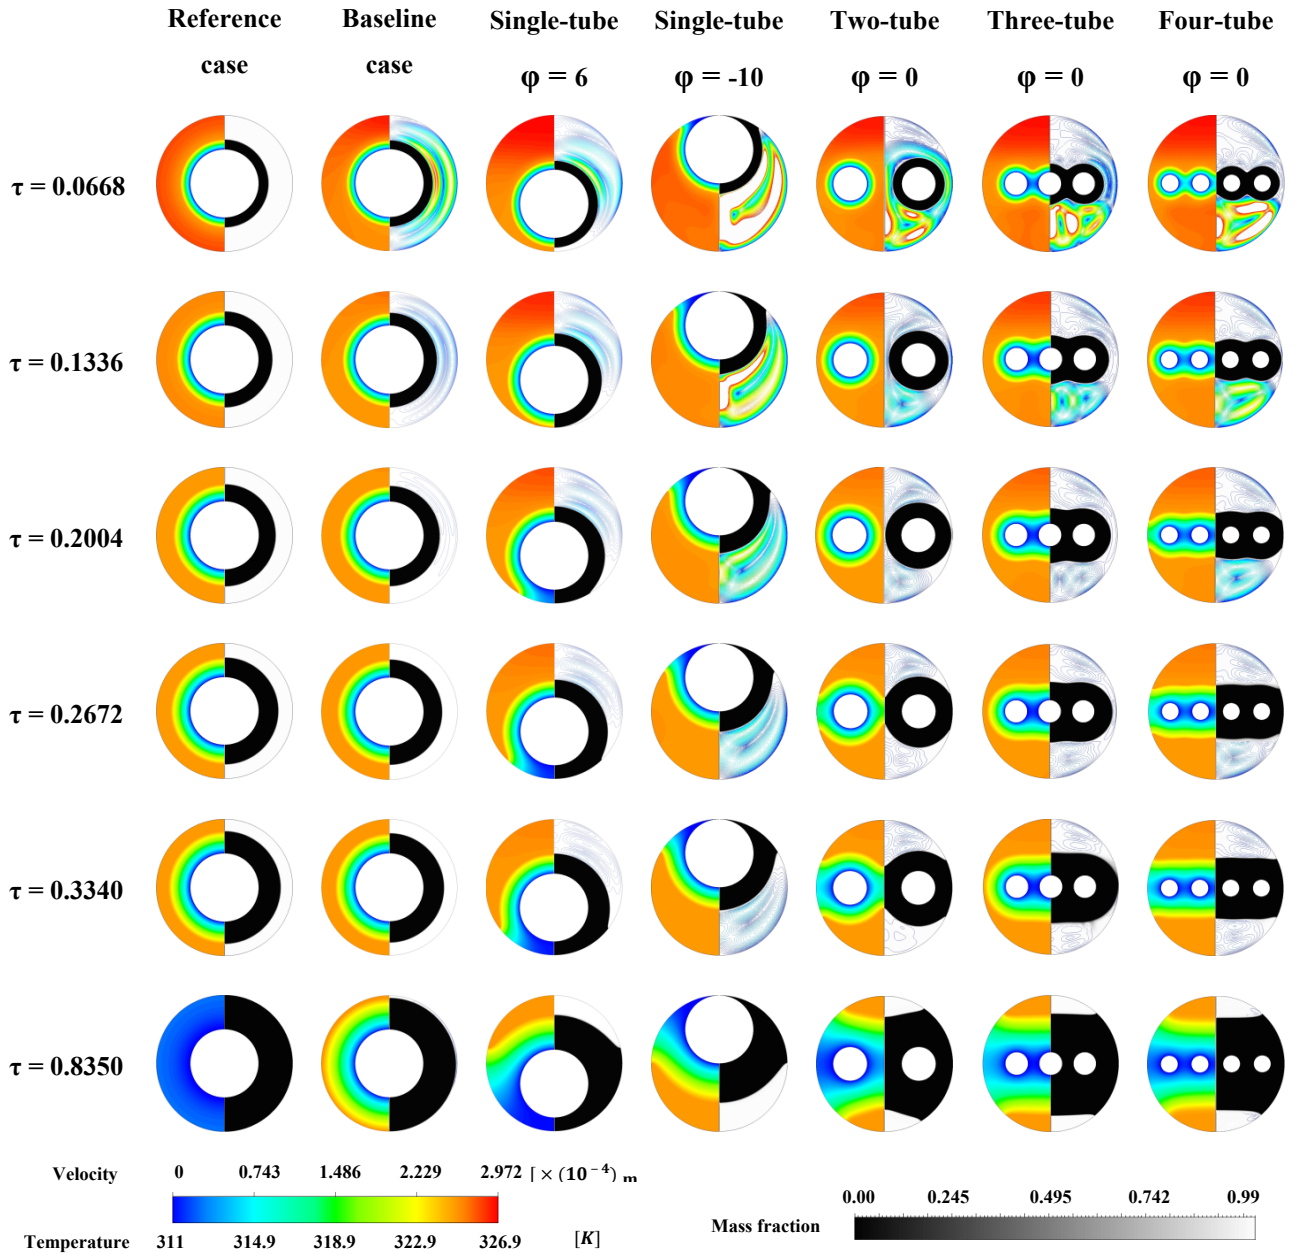 Reference Baseline Single-tube Single-tube Two-tube Three-tube Four-tube
case case φ = 6 φ = -10 φ = 0 φ = 0 φ = 0
τ = 0.0668
τ = 0.1336
τ = 0.2004
τ = 0.2672
τ = 0.3340
τ = 0.8350
Velocity 0 0.743 1.486 2.229 2.972 [ × (10⁻⁴) m
Temperature 311 314.9 318.9 322.9 326.9 [K]
0.00 0.245 0.495 0.742 0.99
Mass fraction